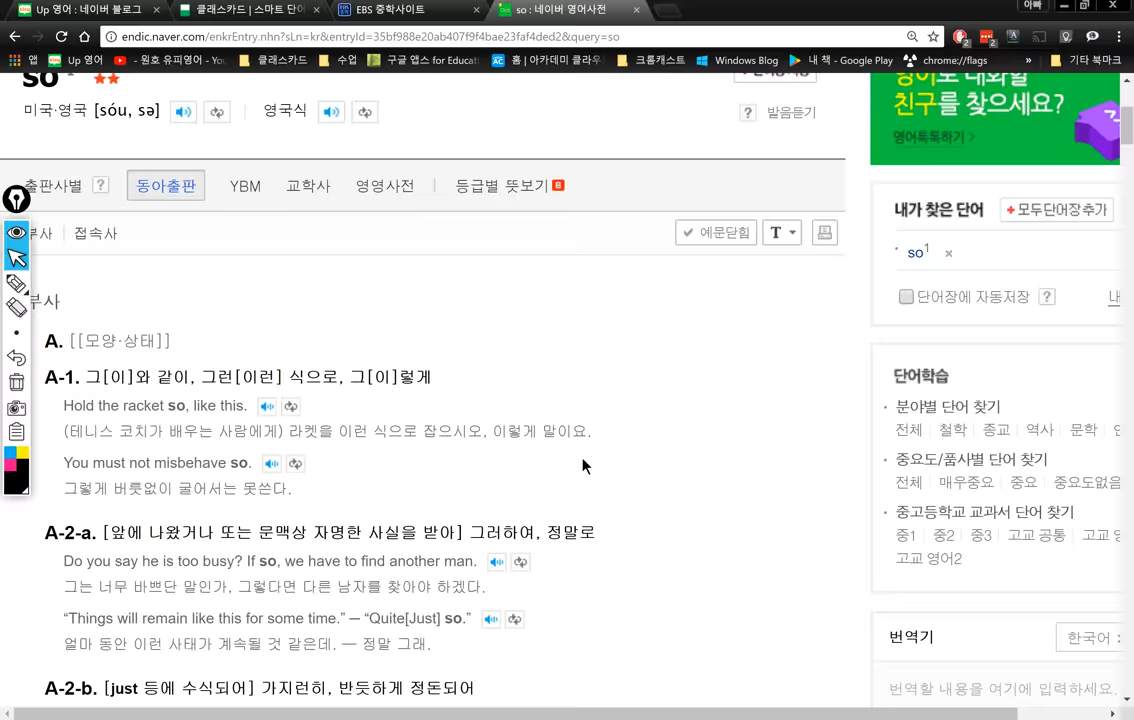 Up 영어 : 네이버 블로그
클래스카드 | 스마트 단어
EBS 중학사이트
so : 네이버 영어사전
아빠
endic.naver.com/enkrEntry.nhn?sLn=kr&entryId=35bf988e20ab407f9f4bae23faf4ded2&query=so
앱
Up 영어
- 원호 유피영어 - You
클래스카드
수업
구글 앱스 for Educati
홈 | 아카데미 클라우
크롬캐스트
Windows Blog
내 책 - Google Play
chrome://flags
»
기타 북마크
so
미국·영국 [sóu, sə]
영국식
? 발음듣기
출판사별 ?
동아출판
YBM
교학사
영영사전
등급별 뜻보기
부사 | 접속사
예문닫힘
T
부사
A. [[모양·상태]]
A-1. 그[이]와 같이, 그런[이런] 식으로, 그[이]렇게
Hold the racket so, like this.
(테니스 코치가 배우는 사람에게) 라켓을 이런 식으로 잡으시오, 이렇게 말이요.
You must not misbehave so.
그렇게 버릇없이 굴어서는 못쓴다.
A-2-a. [앞에 나왔거나 또는 문맥상 자명한 사실을 받아] 그러하여, 정말로
Do you say he is too busy? If so, we have to find another man.
그는 너무 바쁘단 말인가, 그렇다면 다른 남자를 찾아야 하겠다.
“Things will remain like this for some time.” — “Quite[Just] so.”
얼마 동안 이런 사태가 계속될 것 같은데. — 정말 그래.
A-2-b. [just 등에 수식되어] 가지런히, 반듯하게 정돈되어
영어로 대화할
친구를 찾으세요?
영어톡톡하기 >
내가 찾은 단어
+모두단어장추가
so1 ×
단어장에 자동저장 ?
단어학습
분야별 단어 찾기
전체 | 철학 | 종교 | 역사 | 문학
중요도/품사별 단어 찾기
전체 | 매우중요 | 중요 | 중요도없음
중고등학교 교과서 단어 찾기
중1 | 중2 | 중3 | 고교 공통 | 고교 영
고교 영어2
번역기
한국어
번역할 내용을 여기에 입력하세요.